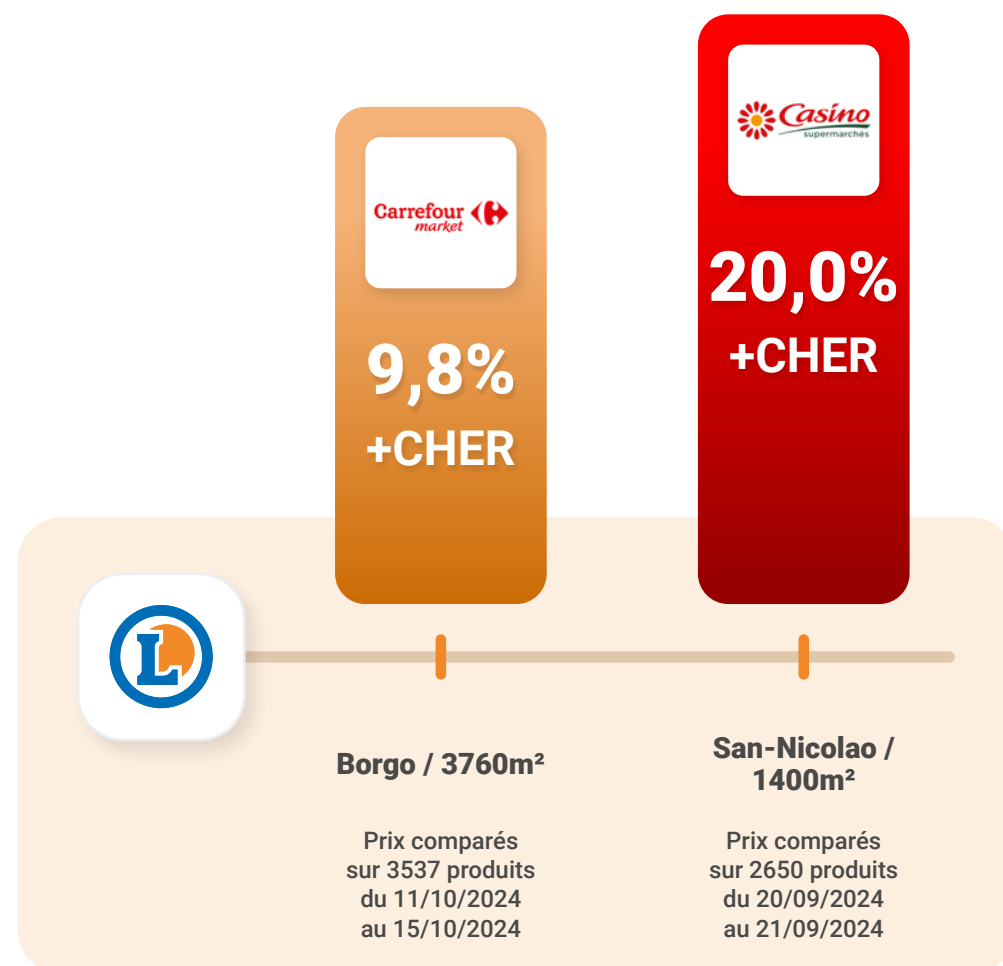 Carrefour
market
9,8%
+CHER
Casino
supermarchés
20,0%
+CHER
L
Borgo / 3760m²
Prix comparés
sur 3537 produits
du 11/10/2024
au 15/10/2024
San-Nicolao /
1400m²
Prix comparés
sur 2650 produits
du 20/09/2024
au 21/09/2024